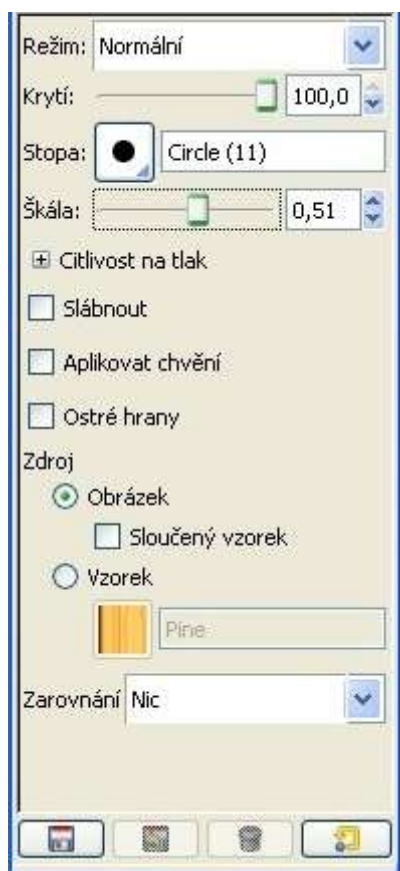 Režim: Normální
Krytí: 100,0
Stopa: Circle (11)
Škála: 0,51
Citlivost na tlak
Slábnout
Aplikovat chvění
Ostré hrany
Zdroj
Obrázek
Sloučený vzorek
Vzorek
Pine
Zarovnání Nic